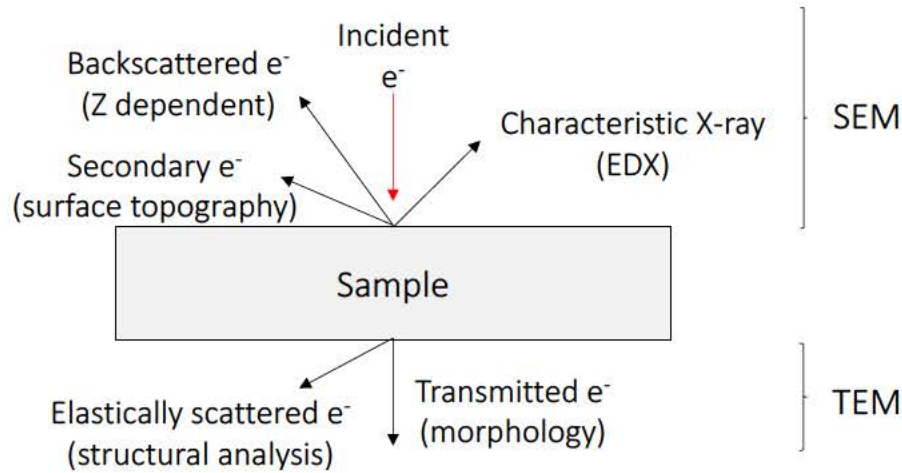 Incident
e⁻
Backscattered e⁻
(Z dependent)
Characteristic X-ray
(EDX)
SEM
Secondary e⁻
(surface topography)
Sample
Elastically scattered e⁻
(structural analysis)
Transmitted e⁻
(morphology)
TEM